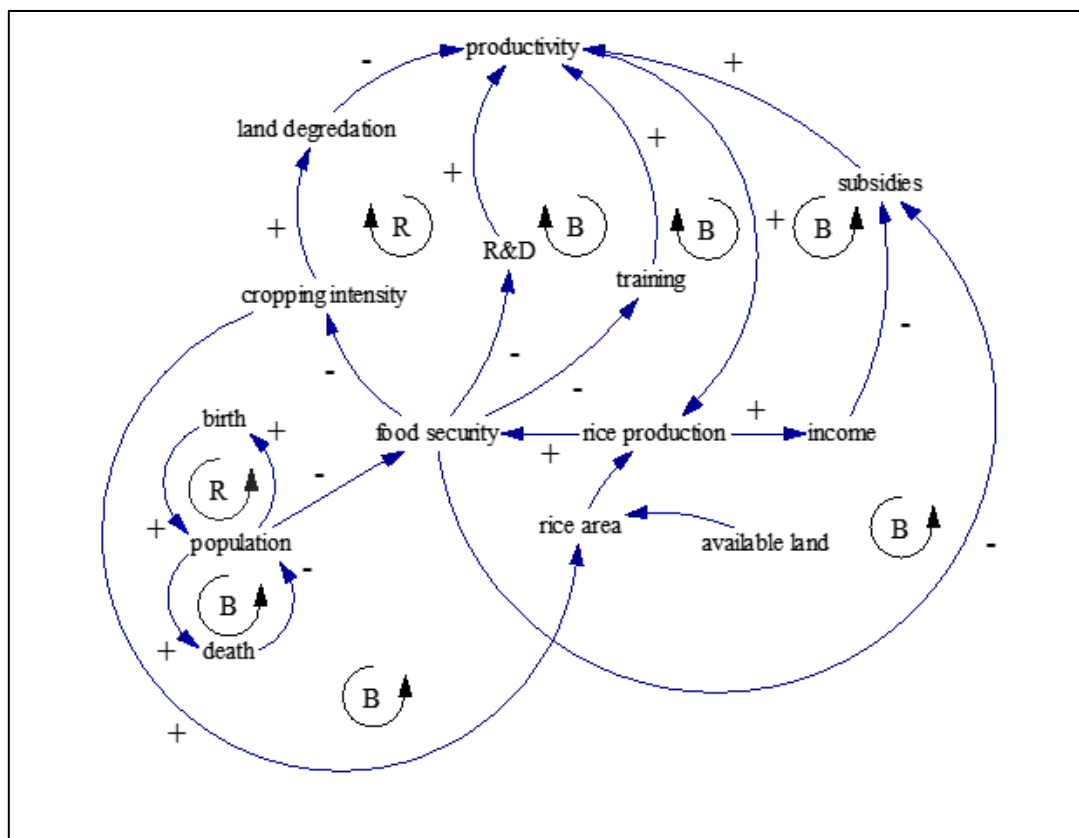 productivity
-
+
land degredation
+
+
subsidies
R
B
B
+
B
+
R&D
training
cropping intensity
-
-
-
-
birth
+
food security
+
rice production
+
income
-
R
+
population
rice area
available land
B
-
-
B
+
death
B
+